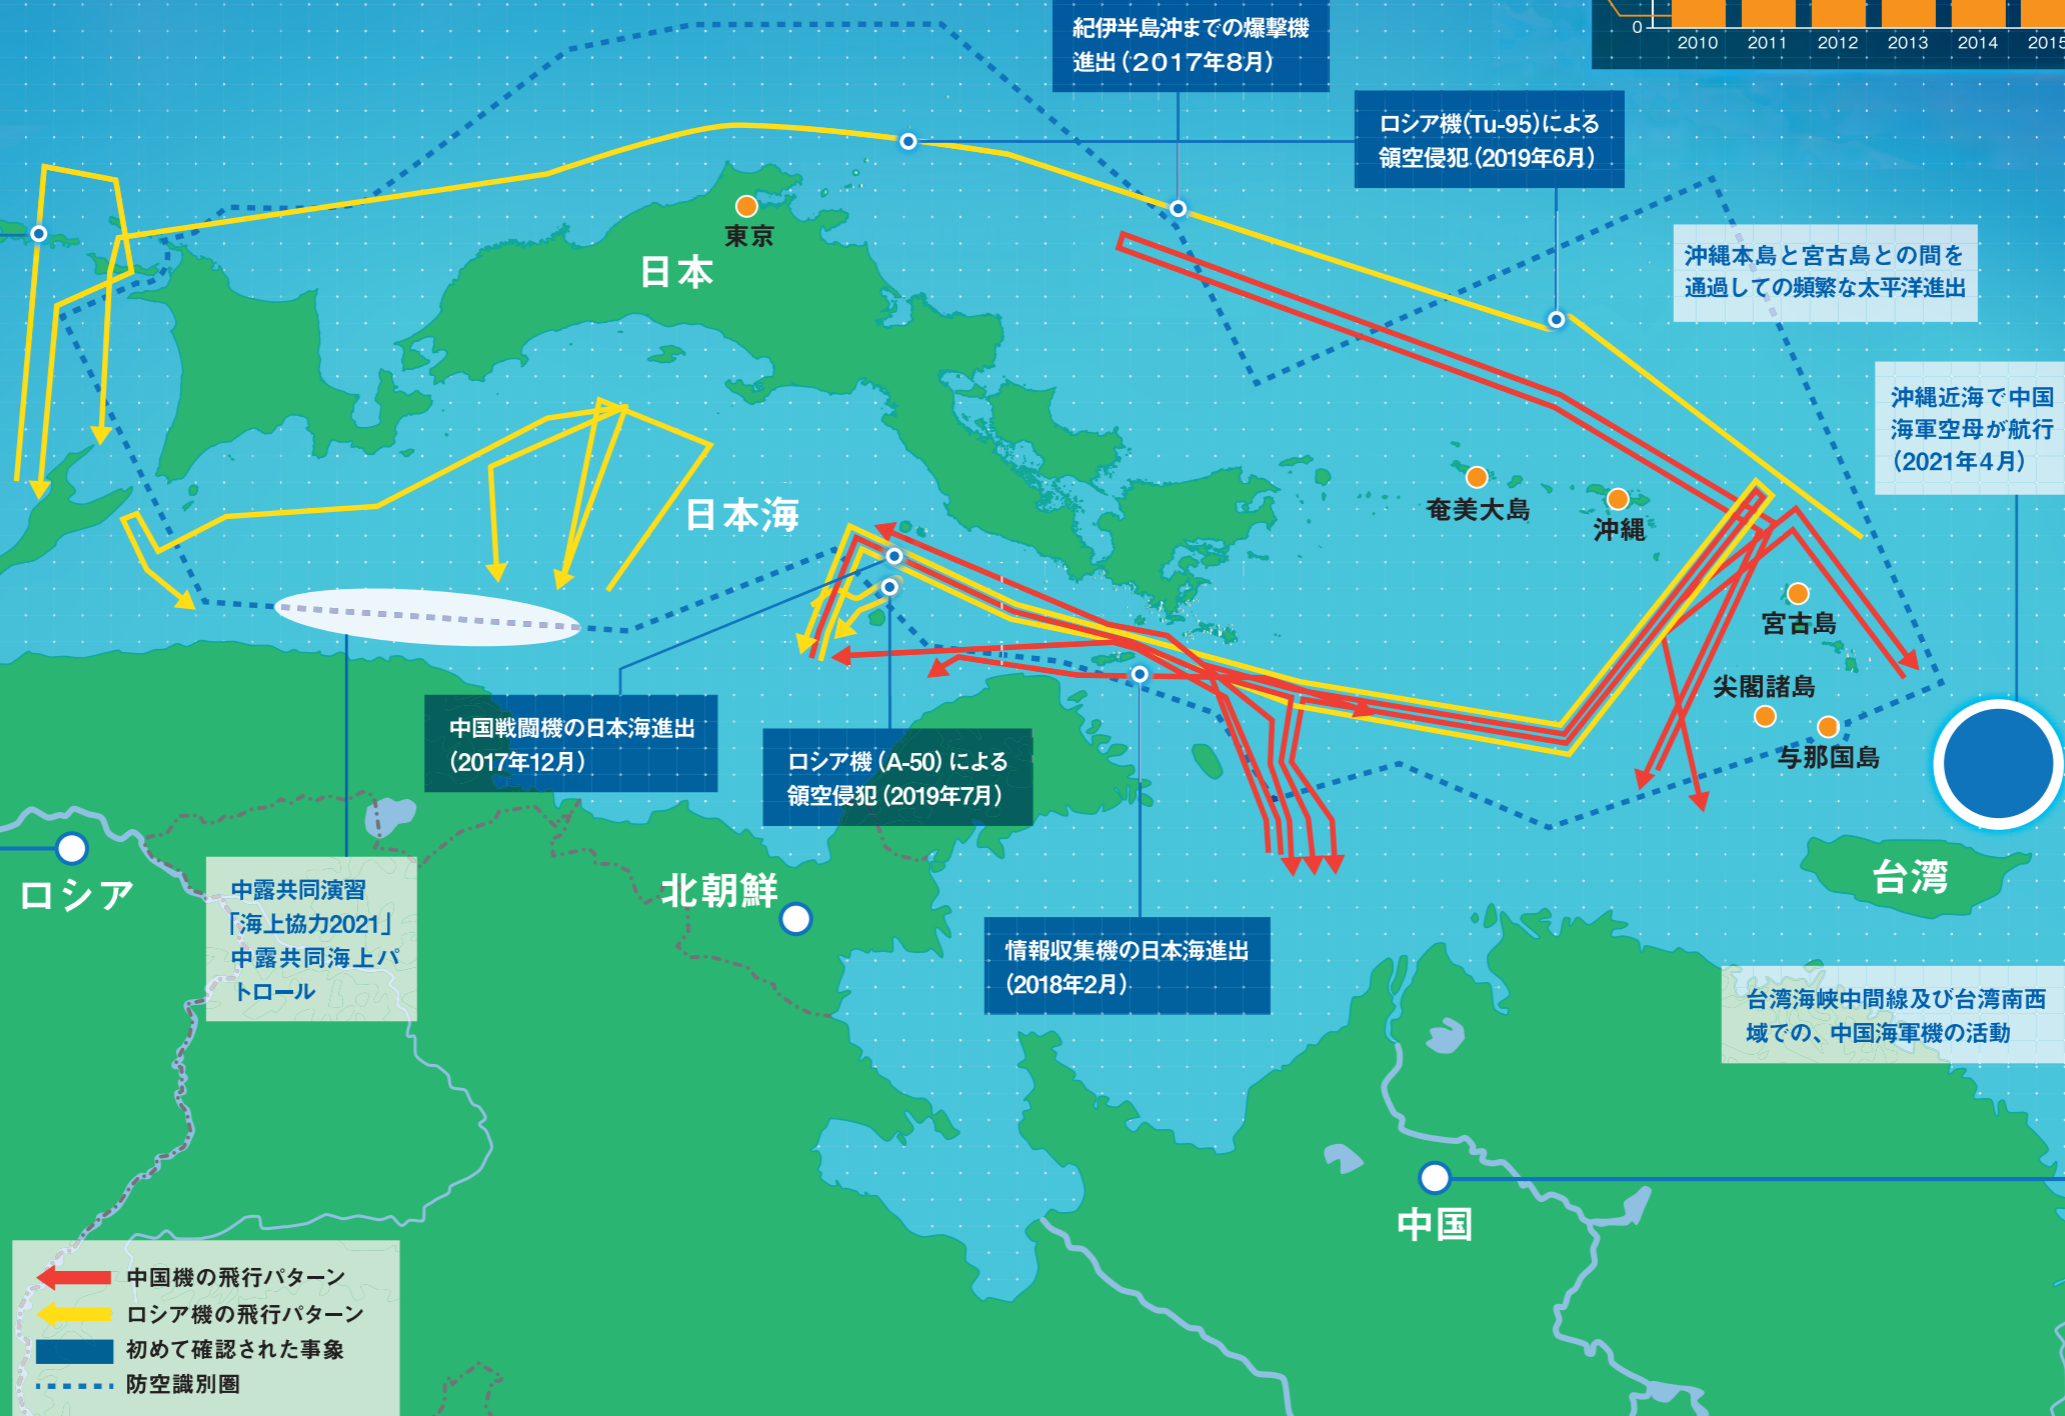 紀伊半島沖までの爆撃機
進出（2017年8月）
0
2010 2011 2012 2013 2014 2015
ロシア機（Tu-95）による
領空侵犯（2019年6月）
沖縄本島と宮古島との間を
通過しての頻繁な太平洋進出
沖縄近海で中国
海軍空母が航行
（2021年4月）
東京
日本
日本海
奄美大島
沖縄
宮古島
尖閣諸島
与那国島
中国戦闘機の日本海進出
（2017年12月）
ロシア機（A-50）による
領空侵犯（2019年7月）
ロシア
中露共同演習
「海上協力2021」
中露共同海上パ
トロール
北朝鮮
情報収集機の日本海進出
（2018年2月）
台湾
台湾海峡中間線及び台湾南西
域での、中国海軍機の活動
中国
中国機の飛行パターン
ロシア機の飛行パターン
初めて確認された事象
防空識別圏